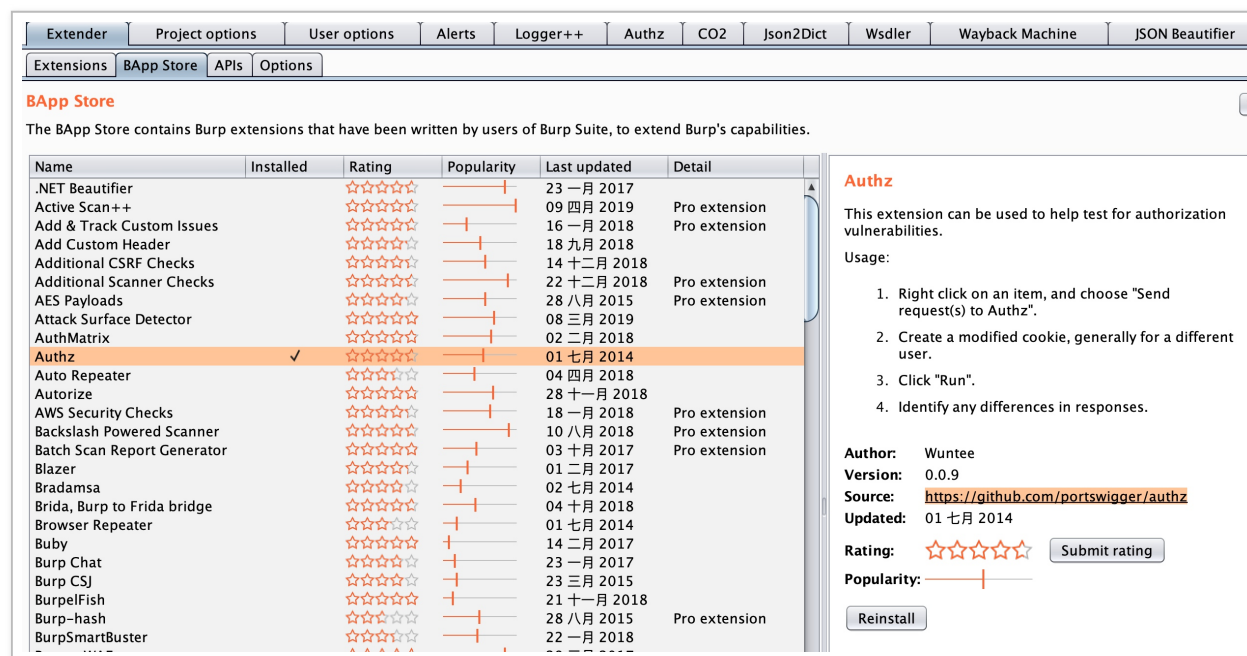 Extender Project options User options Alerts Logger++ Authz CO2 Json2Dict Wsdler Wayback Machine JSON Beautifier
Extensions BApp Store APIs Options
BApp Store
The BApp Store contains Burp extensions that have been written by users of Burp Suite, to extend Burp's capabilities.
Name Installed Rating Popularity Last updated Detail
.NET Beautifier 23 一月 2017
Active Scan++ 09 四月 2019 Pro extension
Add & Track Custom Issues 16 一月 2018 Pro extension
Add Custom Header 18 九月 2018
Additional CSRF Checks 14 十二月 2018
Additional Scanner Checks 22 十二月 2018 Pro extension
AES Payloads 28 八月 2015 Pro extension
Attack Surface Detector 08 三月 2019
AuthMatrix 02 二月 2018
Authz ✓ 01 七月 2014
Auto Repeater 04 四月 2018
Autorize 28 十一月 2018
AWS Security Checks 18 一月 2018 Pro extension
Backslash Powered Scanner 10 八月 2018 Pro extension
Batch Scan Report Generator 03 十月 2017 Pro extension
Blazer 01 二月 2017
Bradamsa 02 七月 2014
Brida, Burp to Frida bridge 04 十月 2018
Browser Repeater 01 七月 2014
Buby 14 二月 2017
Burp Chat 23 一月 2017
Burp CSJ 23 三月 2015
BurpelFish 21 十一月 2018
Burp-hash 28 八月 2015 Pro extension
BurpSmartBuster 22 一月 2018
Authz
This extension can be used to help test for authorization
vulnerabilities.
Usage:
1. Right click on an item, and choose "Send
request(s) to Authz".
2. Create a modified cookie, generally for a different
user.
3. Click "Run".
4. Identify any differences in responses.
Author: Wuntee
Version: 0.0.9
Source: https://github.com/portswigger/authz
Updated: 01 七月 2014
Rating: Submit rating
Popularity:
Reinstall